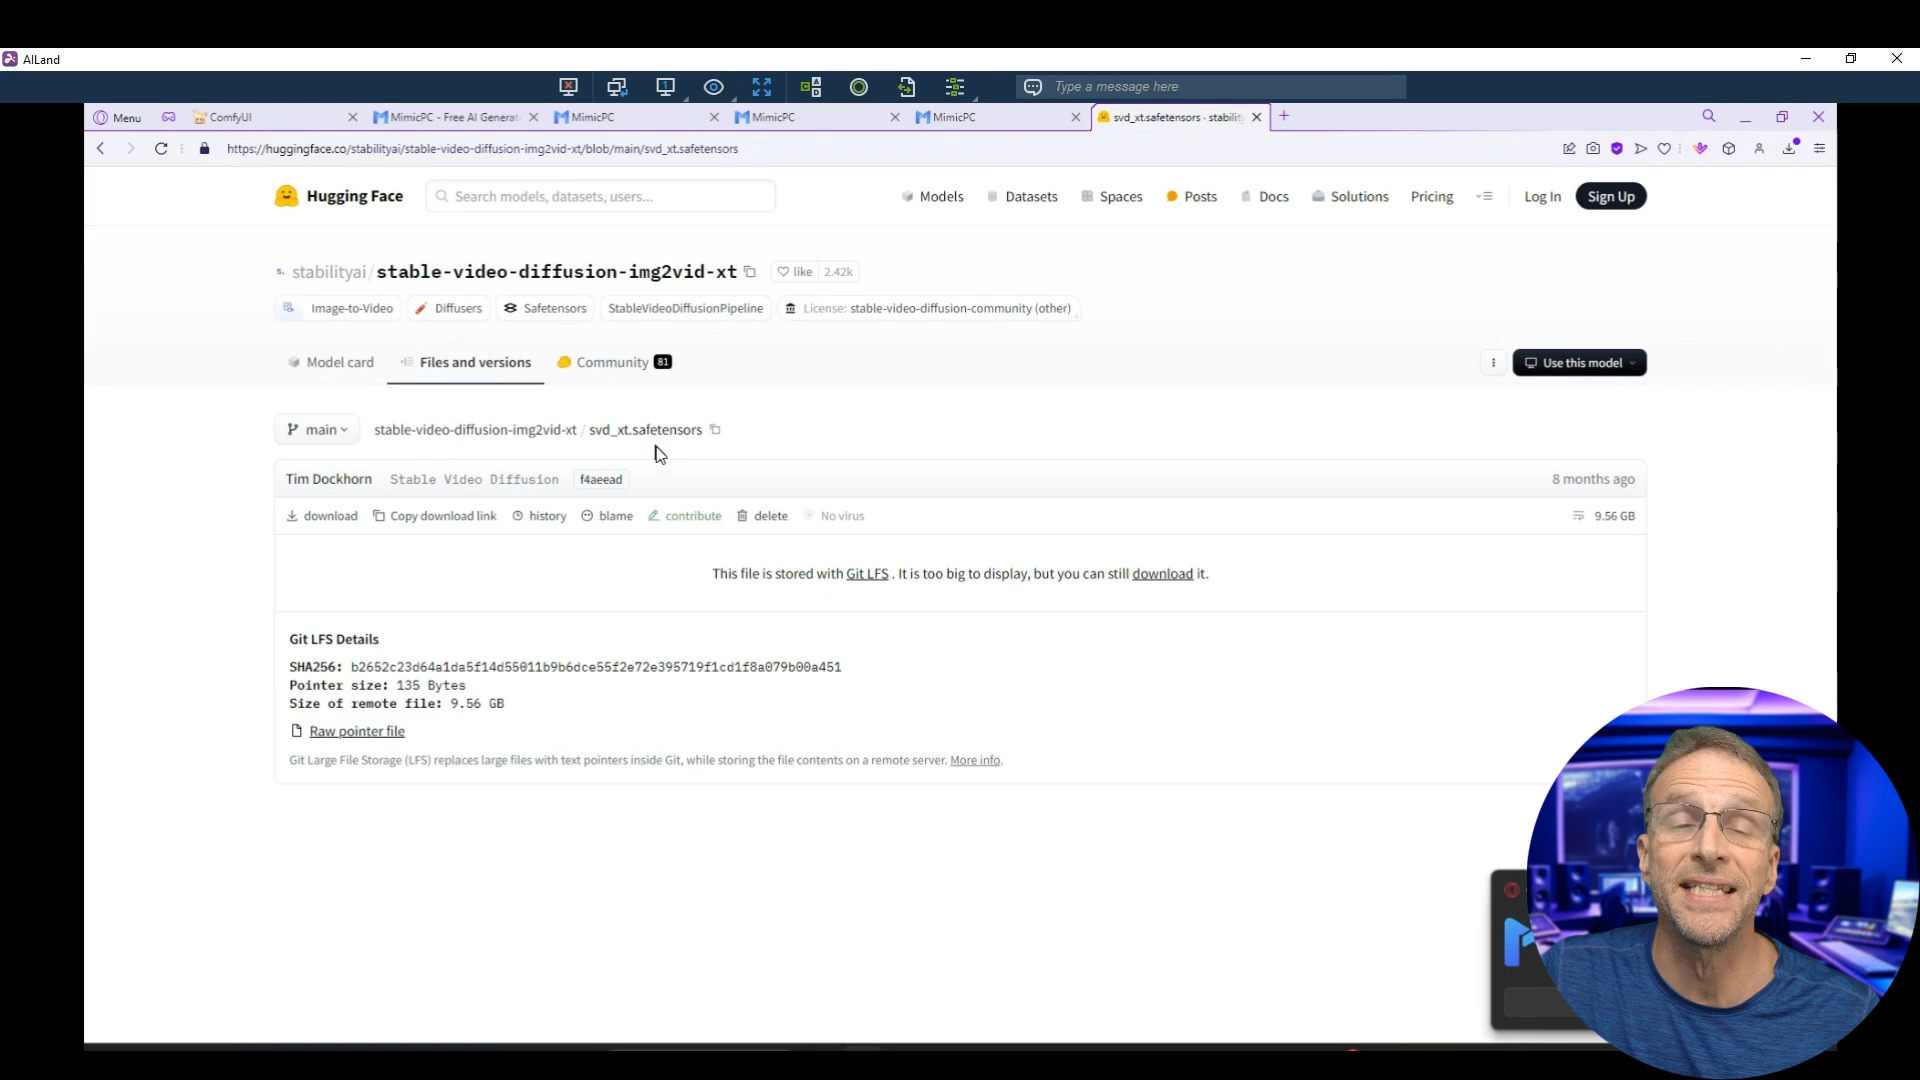 AILand
Type a message here
Menu
ComfyUI
MimicPC - Free AI Generat
MimicPC
MimicPC
MimicPC
svd_xt.safetensors · stabilit
https://huggingface.co/stabilityai/stable-video-diffusion-img2vid-xt/blob/main/svd_xt.safetensors
Hugging Face
Search models, datasets, users...
Models
Datasets
Spaces
Posts
Docs
Solutions
Pricing
Log In
Sign Up
stabilityai/stable-video-diffusion-img2vid-xt
like 2.42k
Image-to-Video
Diffusers
Safetensors
StableVideoDiffusionPipeline
License: stable-video-diffusion-community (other)
Model card
Files and versions
Community 81
Use this model
main
stable-video-diffusion-img2vid-xt / svd_xt.safetensors
Tim Dockhorn Stable Video Diffusion f4aeead
8 months ago
download
Copy download link
history
blame
contribute
delete
No virus
9.56 GB
This file is stored with Git LFS . It is too big to display, but you can still download it.
Git LFS Details
SHA256: b2652c23d64a1da5f14d55011b9b6dce55f2e72e395719f1cd1f8a079b00a451
Pointer size: 135 Bytes
Size of remote file: 9.56 GB
Raw pointer file
Git Large File Storage (LFS) replaces large files with text pointers inside Git, while storing the file contents on a remote server. More info.